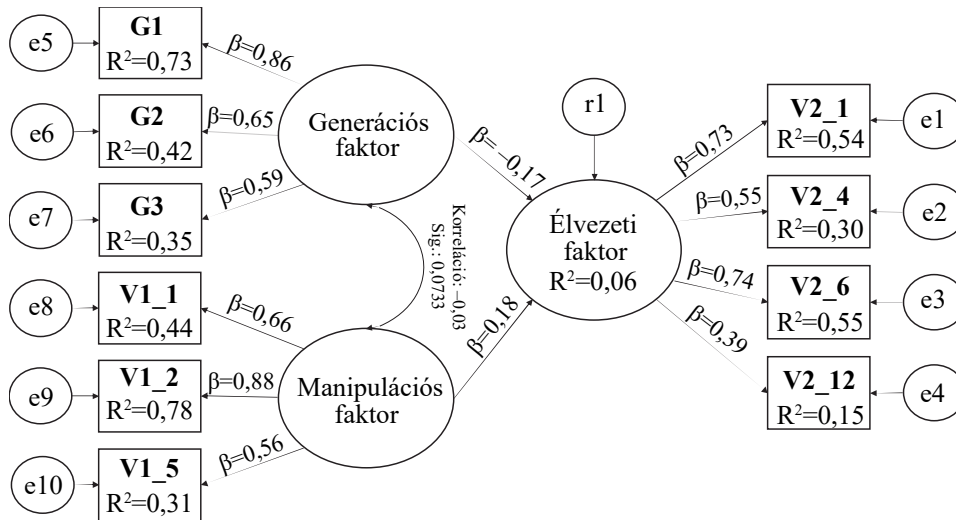 e5
G1
R²=0,73
β=0,86
e6
G2
R²=0,42
β=0,65
e7
G3
R²=0,35
β=0,59
Generációs
faktor
e8
V1_1
R²=0,44
β=0,66
e9
V1_2
R²=0,78
β=0,88
e10
V1_5
R²=0,31
β=0,56
Manipulációs
faktor
Korreláció: –0,03
Sig.: 0,0733
β= –0,17
β=0,18
r1
Élvezeti
faktor
R²=0,06
β=0,73
V2_1
R²=0,54
e1
β=0,55
V2_4
R²=0,30
e2
β=0,74
V2_6
R²=0,55
e3
β=0,39
V2_12
R²=0,15
e4